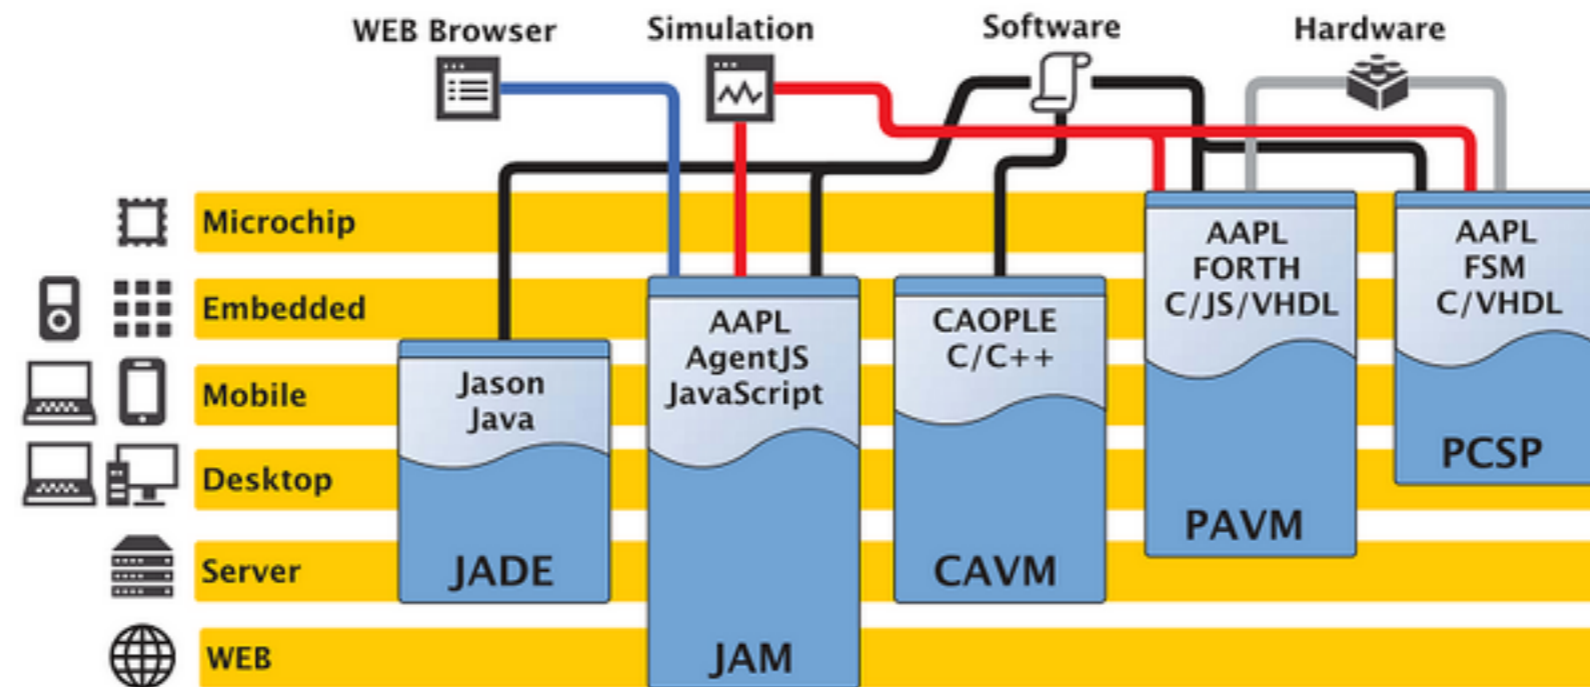 WEB Browser
Simulation
Software
Hardware
Microchip
Embedded
Mobile
Desktop
Server
WEB
Jason
Java
JADE
AAPL
AgentJS
JavaScript
JAM
CAOPLE
C/C++
CAVM
AAPL
FORTH
C/JS/VHDL
PAVM
AAPL
FSM
C/VHDL
PCSP